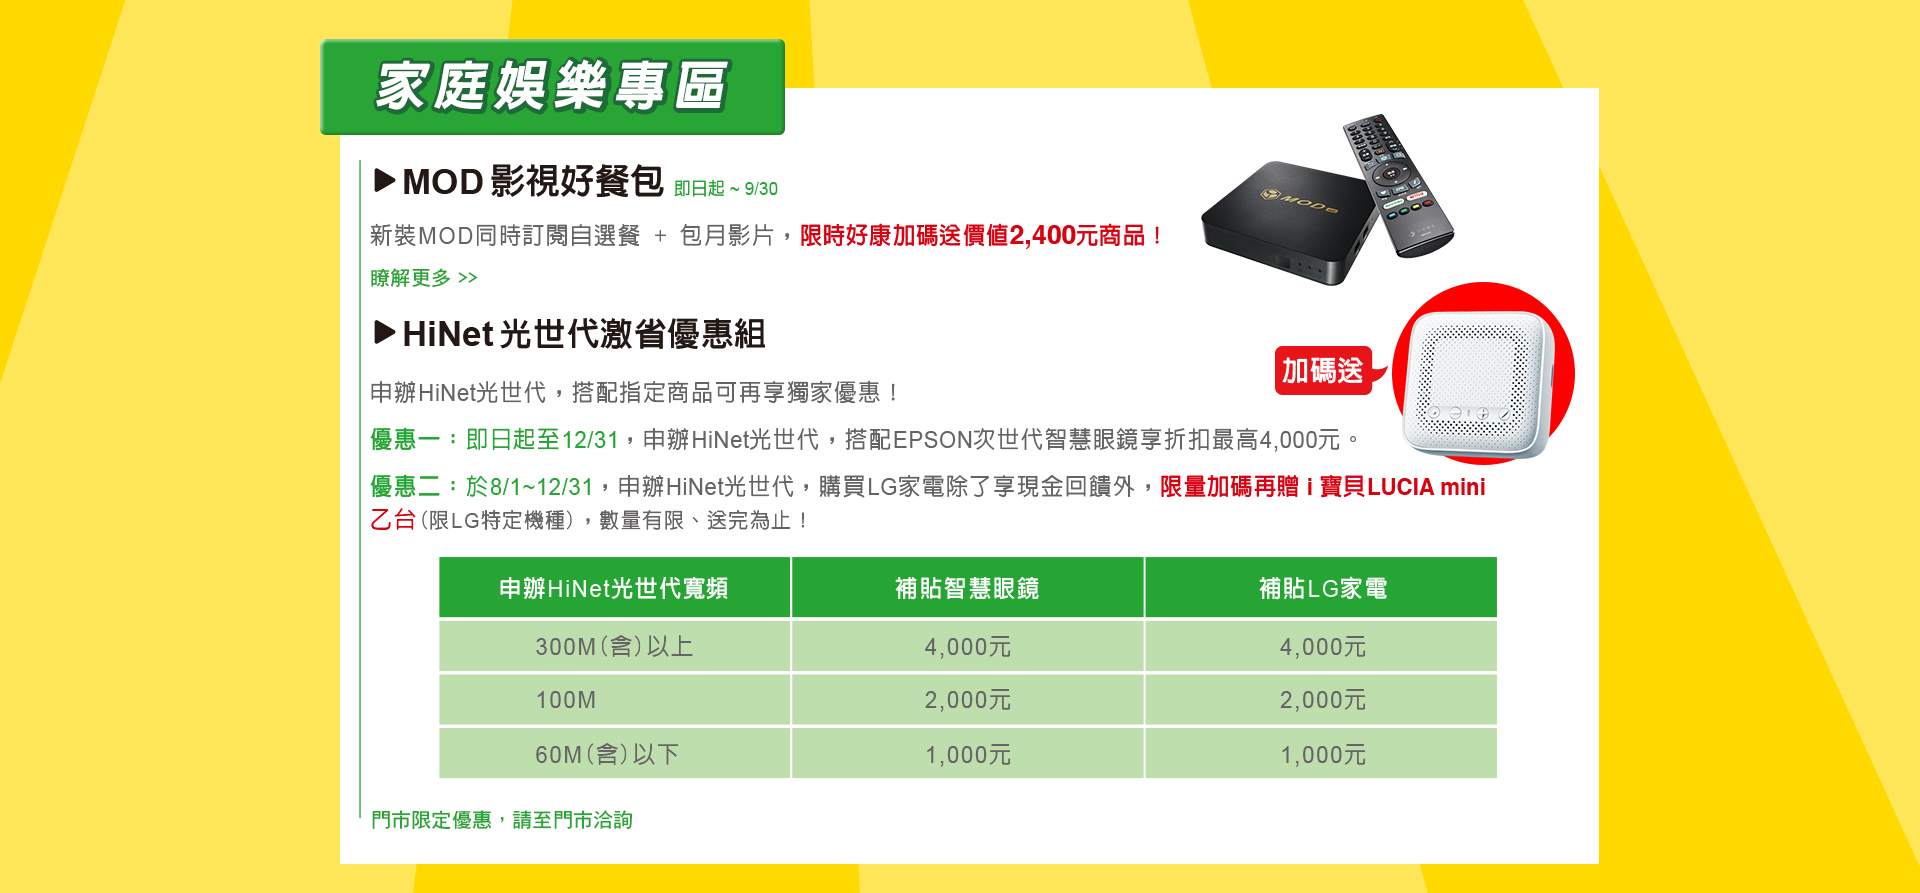 家庭娛樂專區
MOD 影視好餐包 即日起 ~ 9/30
新裝MOD同時訂閱自選餐 + 包月影片，限時好康加碼送價值2,400元商品！
瞭解更多 >>
MOD
HiNet 光世代激省優惠組
加碼送
申辦HiNet光世代，搭配指定商品可再享獨家優惠！
優惠一：即日起至12/31，申辦HiNet光世代，搭配EPSON次世代智慧眼鏡享折扣最高4,000元。
優惠二：於8/1~12/31，申辦HiNet光世代，購買LG家電除了享現金回饋外，限量加碼再贈 i 寶貝LUCIA mini
乙台(限LG特定機種)，數量有限、送完為止！
申辦HiNet光世代寬頻 補貼智慧眼鏡 補貼LG家電
300M(含)以上 4,000元 4,000元
100M 2,000元 2,000元
60M(含)以下 1,000元 1,000元
門市限定優惠，請至門市洽詢